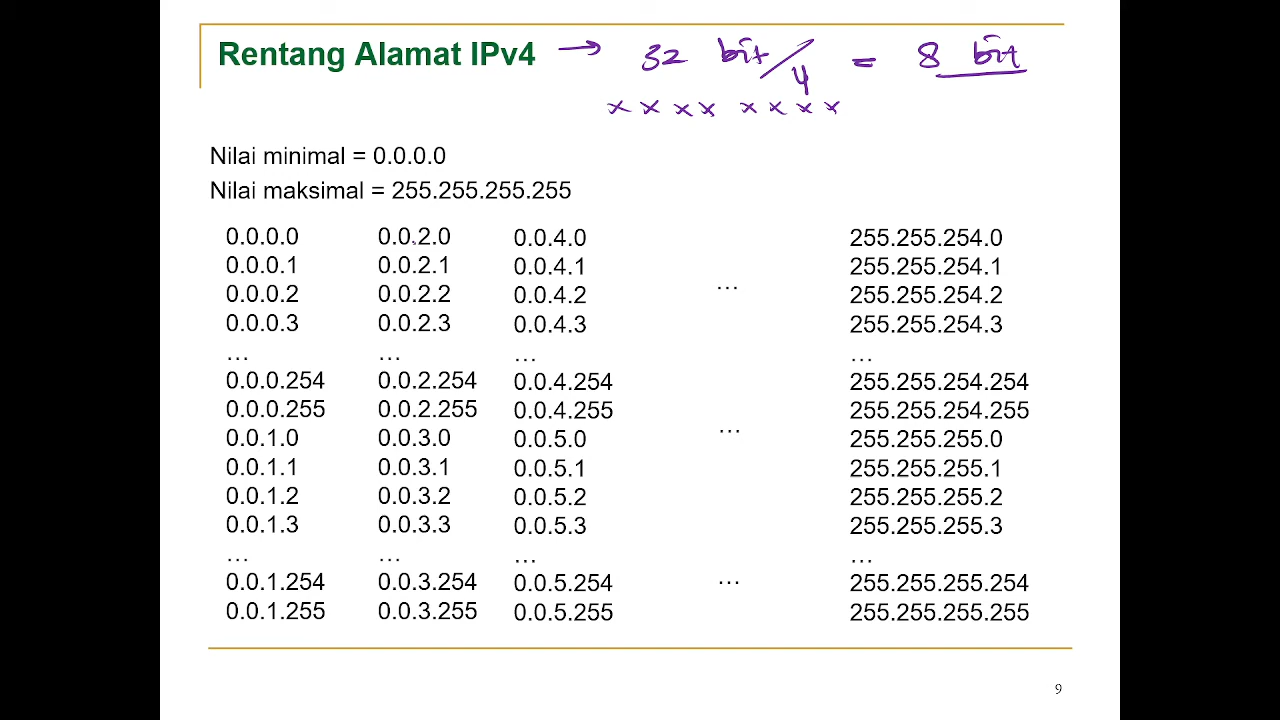 Rentang Alamat IPv4 → 32 bit/4 = 8 bit
x x x x x x x x
Nilai minimal = 0.0.0.0
Nilai maksimal = 255.255.255.255
0.0.0.0 0.0.2.0 0.0.4.0 255.255.254.0
0.0.0.1 0.0.2.1 0.0.4.1 255.255.254.1
0.0.0.2 0.0.2.2 0.0.4.2 … 255.255.254.2
0.0.0.3 0.0.2.3 0.0.4.3 255.255.254.3
… … … …
0.0.0.254 0.0.2.254 0.0.4.254 255.255.254.254
0.0.0.255 0.0.2.255 0.0.4.255 255.255.254.255
0.0.1.0 0.0.3.0 0.0.5.0 … 255.255.255.0
0.0.1.1 0.0.3.1 0.0.5.1 255.255.255.1
0.0.1.2 0.0.3.2 0.0.5.2 255.255.255.2
0.0.1.3 0.0.3.3 0.0.5.3 255.255.255.3
… … … …
0.0.1.254 0.0.3.254 0.0.5.254 … 255.255.255.254
0.0.1.255 0.0.3.255 0.0.5.255 255.255.255.255
9